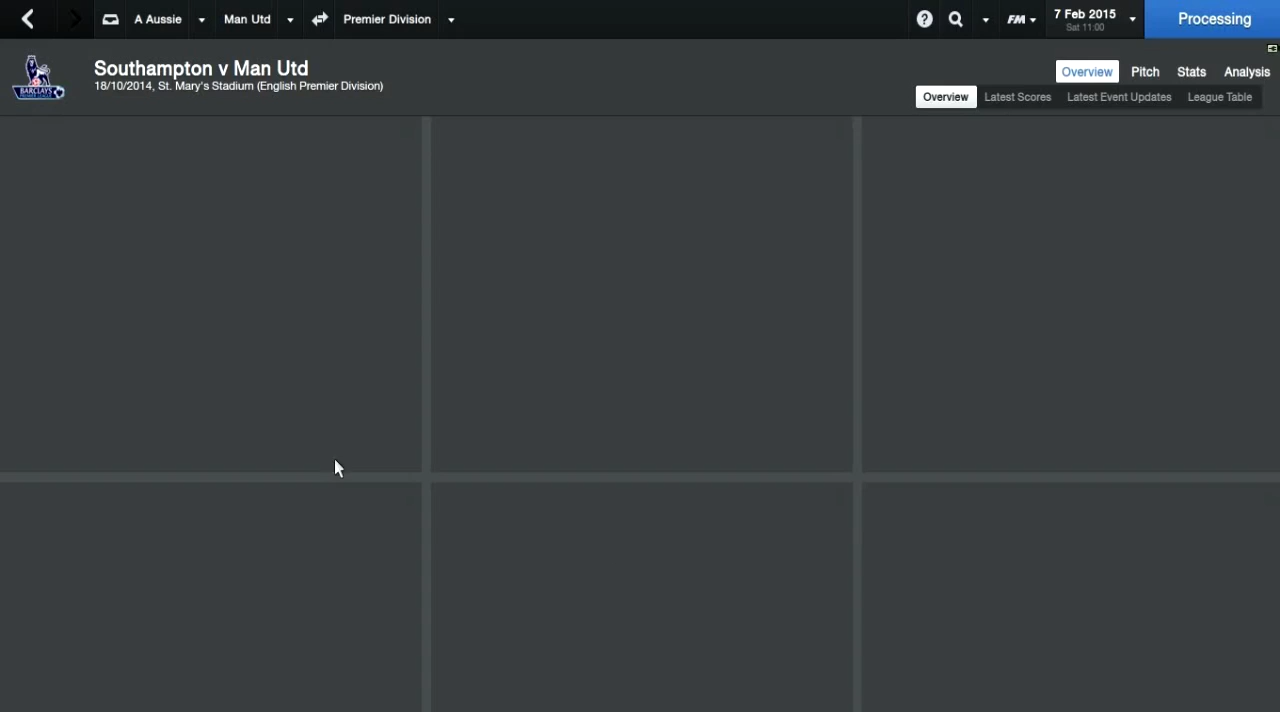 A Aussie
Man Utd
Premier Division
FM
7 Feb 2015
Sat 11:00
Processing
Southampton v Man Utd
18/10/2014, St. Mary's Stadium (English Premier Division)
BARCLAYS
Overview
Pitch
Stats
Analysis
Overview
Latest Scores
Latest Event Updates
League Table